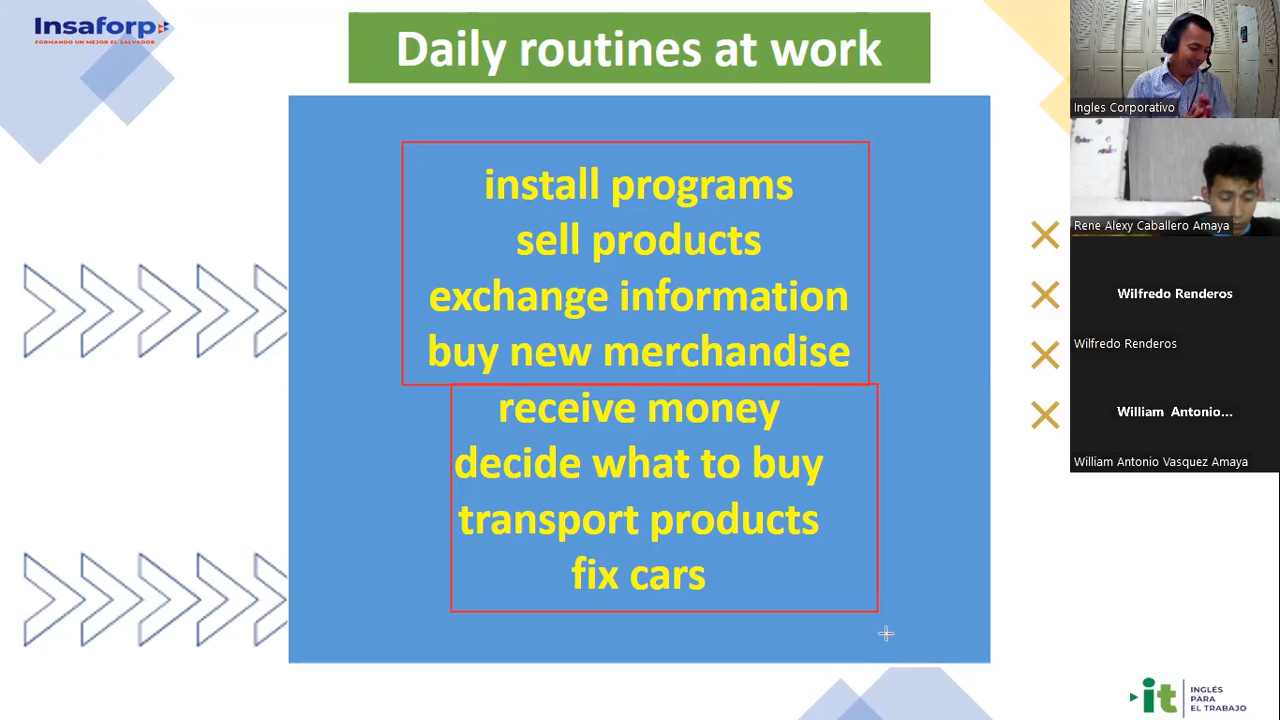 Insaforp
FORMANDO UN MEJOR EL SALVADOR
Daily routines at work
install programs
sell products
exchange information
buy new merchandise
receive money
decide what to buy
transport products
fix cars
Ingles Corporativo
Rene Alexy Caballero Amaya
Wilfredo Renderos
Wilfredo Renderos
William Antonio...
William Antonio Vasquez Amaya
it
INGLÉS
PARA
EL TRABAJO